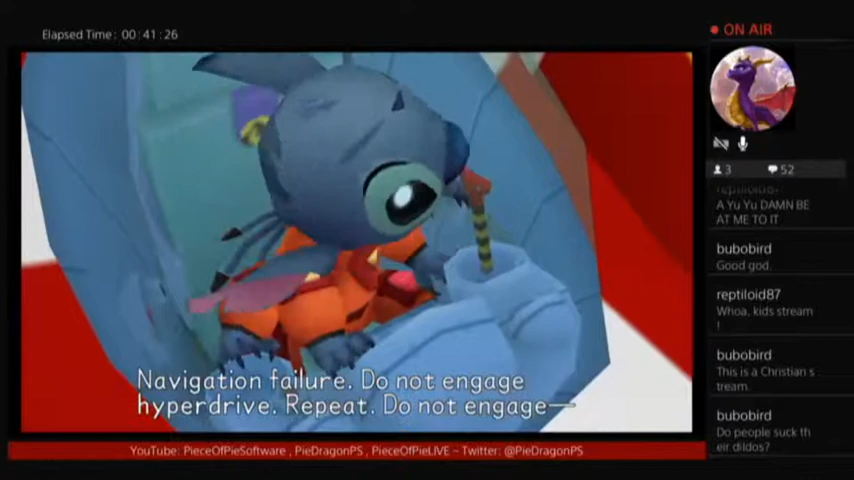 Elapsed Time: 00:41:26
ON AIR
3 52
reptiloid87
A Yu Yu DAMN BE
AT ME TO IT
bubobird
Good god.
reptiloid87
Whoa, kids stream
!
bubobird
This is a Christian s
tream.
bubobird
Do people suck th
eir dildos?
Navigation failure. Do not engage
hyperdrive. Repeat. Do not engage—
YouTube: PieceOfPieSoftware , PieDragonPS , PieceOfPieLIVE ~ Twitter: @PieDragonPS